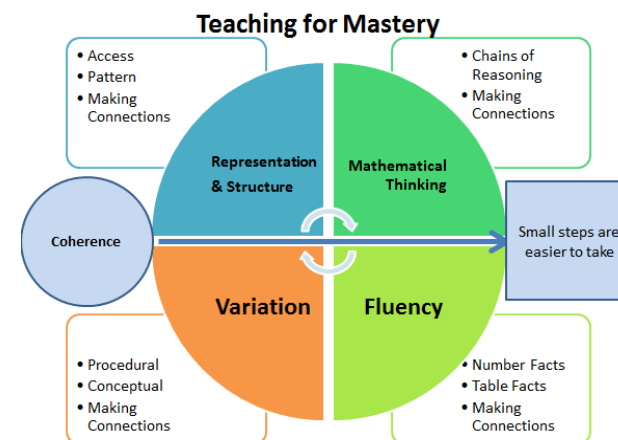 Teaching for Mastery
• Access
• Pattern
• Making
Connections
• Chains of
Reasoning
• Making
Connections
Representation
& Structure
Mathematical
Thinking
Coherence
Small steps are
easier to take
Variation
Fluency
• Procedural
• Conceptual
• Making
Connections
• Number Facts
• Table Facts
• Making
Connections